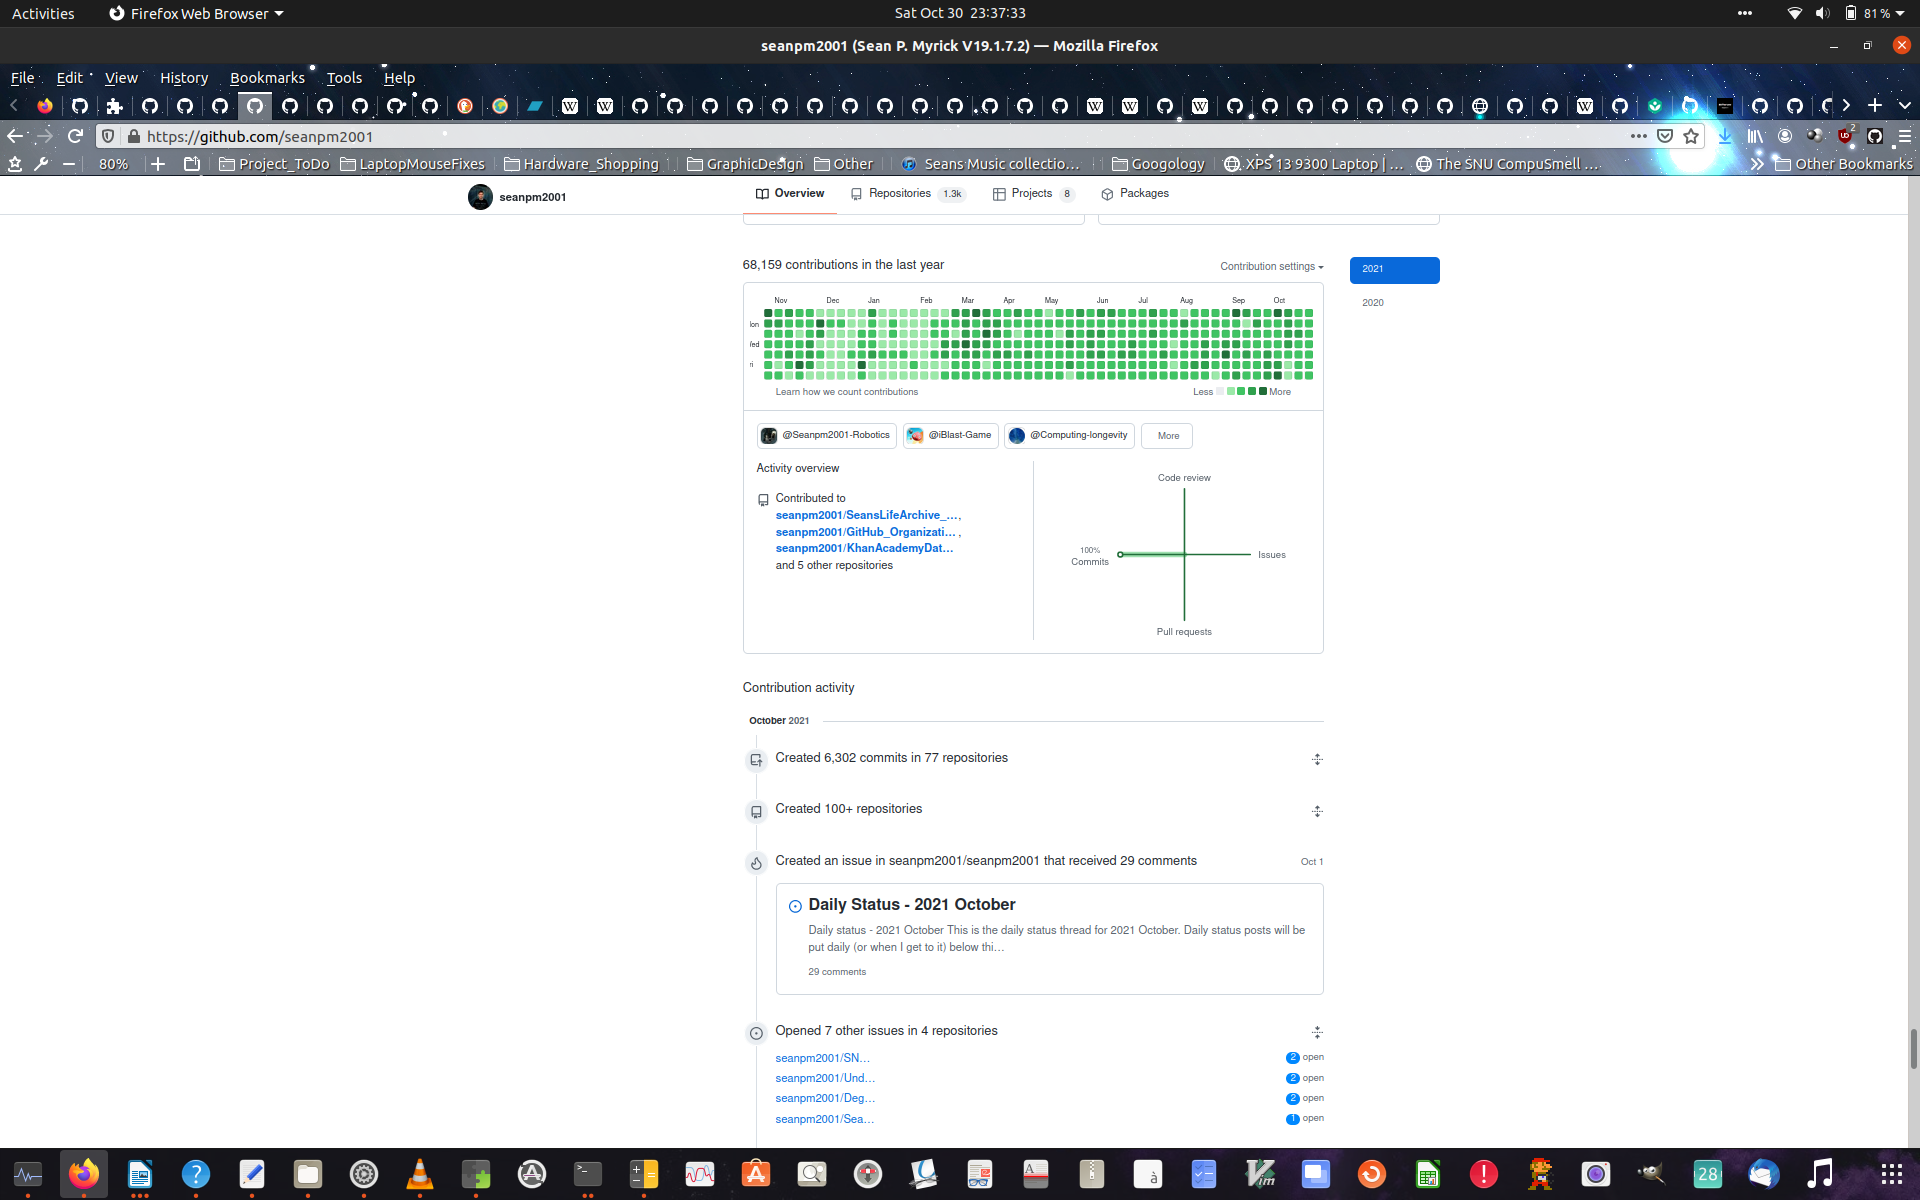 Activities Firefox Web Browser Sat Oct 30 23:37:33 81 %
seanpm2001 (Sean P. Myrick V19.1.7.2) — Mozilla Firefox
File Edit View History Bookmarks Tools Help
https://github.com/seanpm2001 2
80% Project_ToDo LaptopMouseFixes Hardware_Shopping GraphicDesign Other Seans Music collectio… Googology XPS 13 9300 Laptop | … The SNU CompuSmell … Other Bookmarks
seanpm2001 Overview Repositories 1.3k Projects 8 Packages
68,159 contributions in the last year Contribution settings 2021
2020
Nov Dec Jan Feb Mar Apr May Jun Jul Aug Sep Oct
lon
Ved
ri
Learn how we count contributions Less More
@Seanpm2001-Robotics @iBlast-Game @Computing-longevity More
Activity overview
Contributed to
seanpm2001/SeansLifeArchive_…,
seanpm2001/GitHub_Organizati… ,
seanpm2001/KhanAcademyDat…
and 5 other repositories
Code review
100%
Commits
Issues
Pull requests
Contribution activity
October 2021
Created 6,302 commits in 77 repositories
Created 100+ repositories
Created an issue in seanpm2001/seanpm2001 that received 29 comments Oct 1
Daily Status - 2021 October
Daily status - 2021 October This is the daily status thread for 2021 October. Daily status posts will be
put daily (or when I get to it) below thi…
29 comments
Opened 7 other issues in 4 repositories
seanpm2001/SN… 2 open
seanpm2001/Und… 2 open
seanpm2001/Deg… 2 open
seanpm2001/Sea… 1 open
28